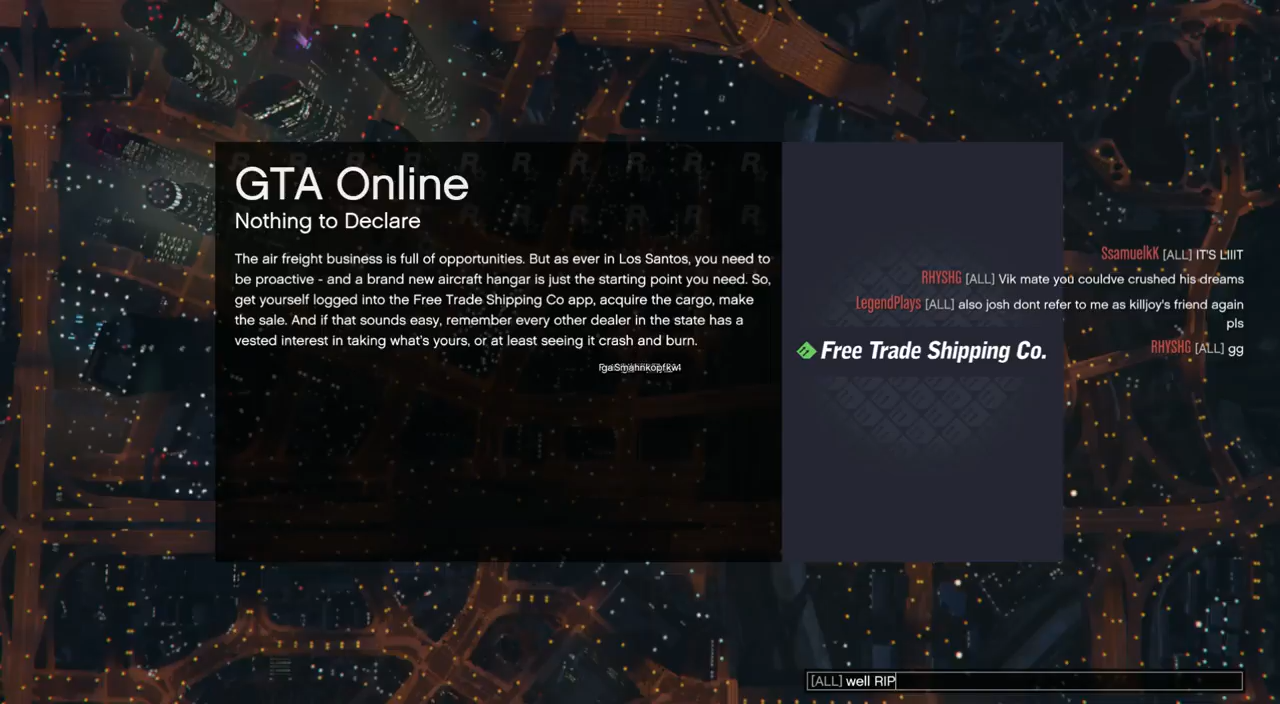 GTA Online
Nothing to Declare
The air freight business is full of opportunities. But as ever in Los Santos, you need to
be proactive - and a brand new aircraft hangar is just the starting point you need. So,
get yourself logged into the Free Trade Shipping Co app, acquire the cargo, make
the sale. And if that sounds easy, remember every other dealer in the state has a
vested interest in taking what's yours, or at least seeing it crash and burn.
Free Trade Shipping Co.
SsamuelkK [ALL] IT'S LIIIT
RHYSHG [ALL] Vik mate you couldve crushed his dreams
LegendPlays [ALL] also josh dont refer to me as killjoy's friend again
pls
RHYSHG [ALL] gg
[ALL] well RIP